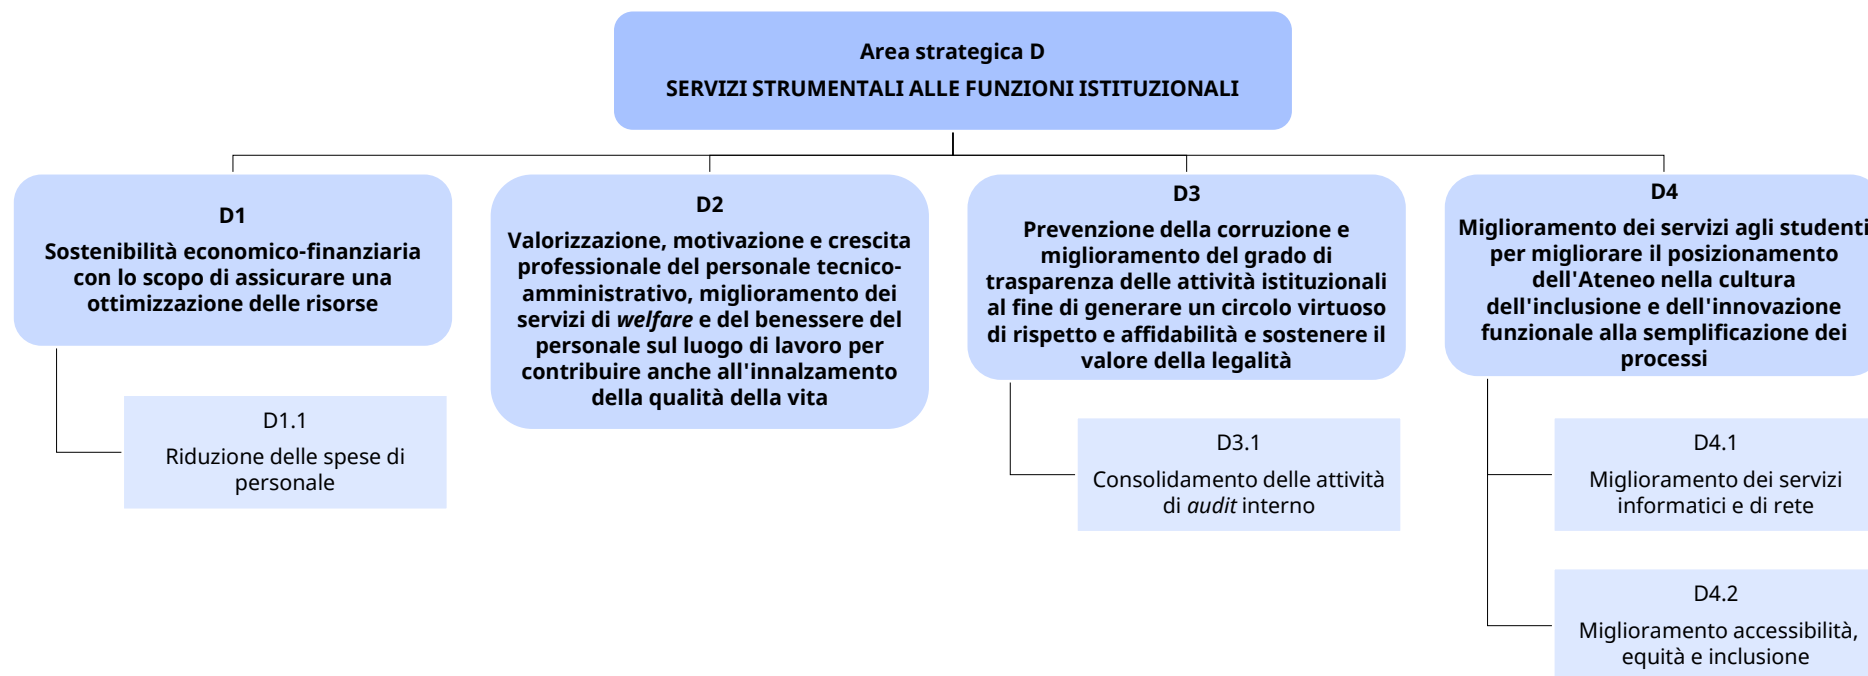 Area strategica D
SERVIZI STRUMENTALI ALLE FUNZIONI ISTITUZIONALI
D1
Sostenibilità economico-finanziaria
con lo scopo di assicurare una
ottimizzazione delle risorse
D1.1
Riduzione delle spese di
personale
D2
Valorizzazione, motivazione e crescita
professionale del personale tecnico-
amministrativo, miglioramento dei
servizi di welfare e del benessere del
personale sul luogo di lavoro per
contribuire anche all'innalzamento
della qualità della vita
D3
Prevenzione della corruzione e
miglioramento del grado di
trasparenza delle attività istituzionali
al fine di generare un circolo virtuoso
di rispetto e affidabilità e sostenere il
valore della legalità
D3.1
Consolidamento delle attività
di audit interno
D4
Miglioramento dei servizi agli studenti
per migliorare il posizionamento
dell'Ateneo nella cultura
dell'inclusione e dell'innovazione
funzionale alla semplificazione dei
processi
D4.1
Miglioramento dei servizi
informatici e di rete
D4.2
Miglioramento accessibilità,
equità e inclusione